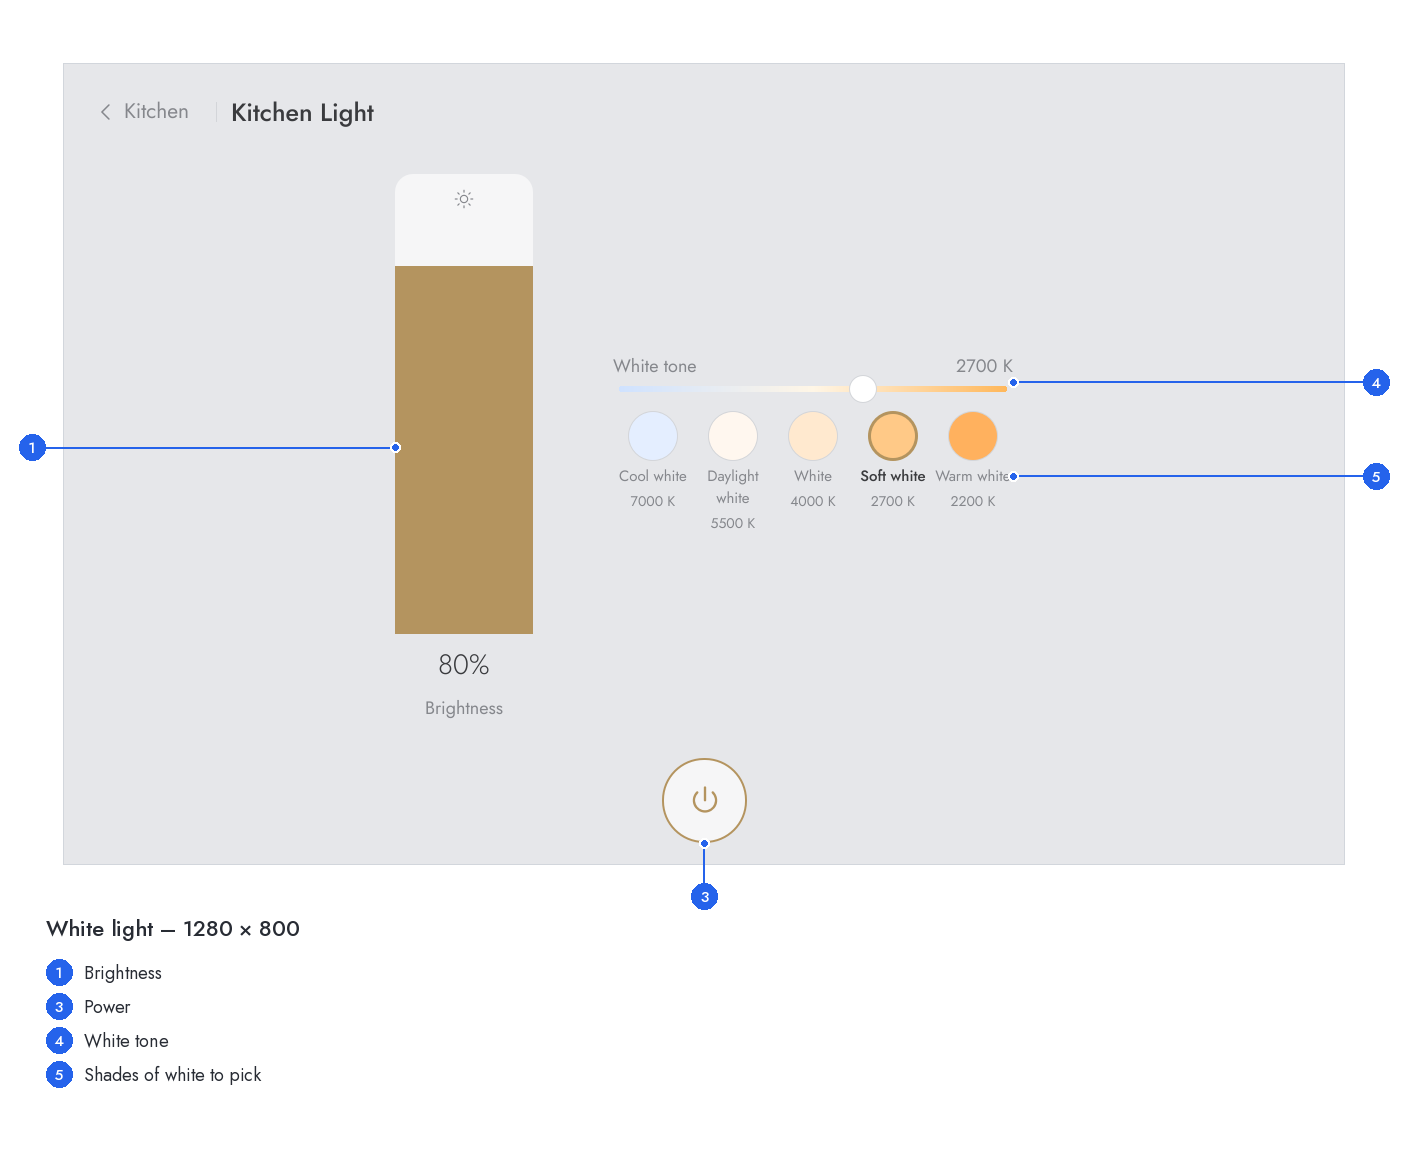 Kitchen
Kitchen Light
White tone
2700 K
4
1
Cool white
Daylight
white
White
Soft white
Warm white
5
7000 K
5500 K
4000 K
2700 K
2200 K
80%
Brightness
3
White light – 1280 × 800
1 Brightness
3 Power
4 White tone
5 Shades of white to pick